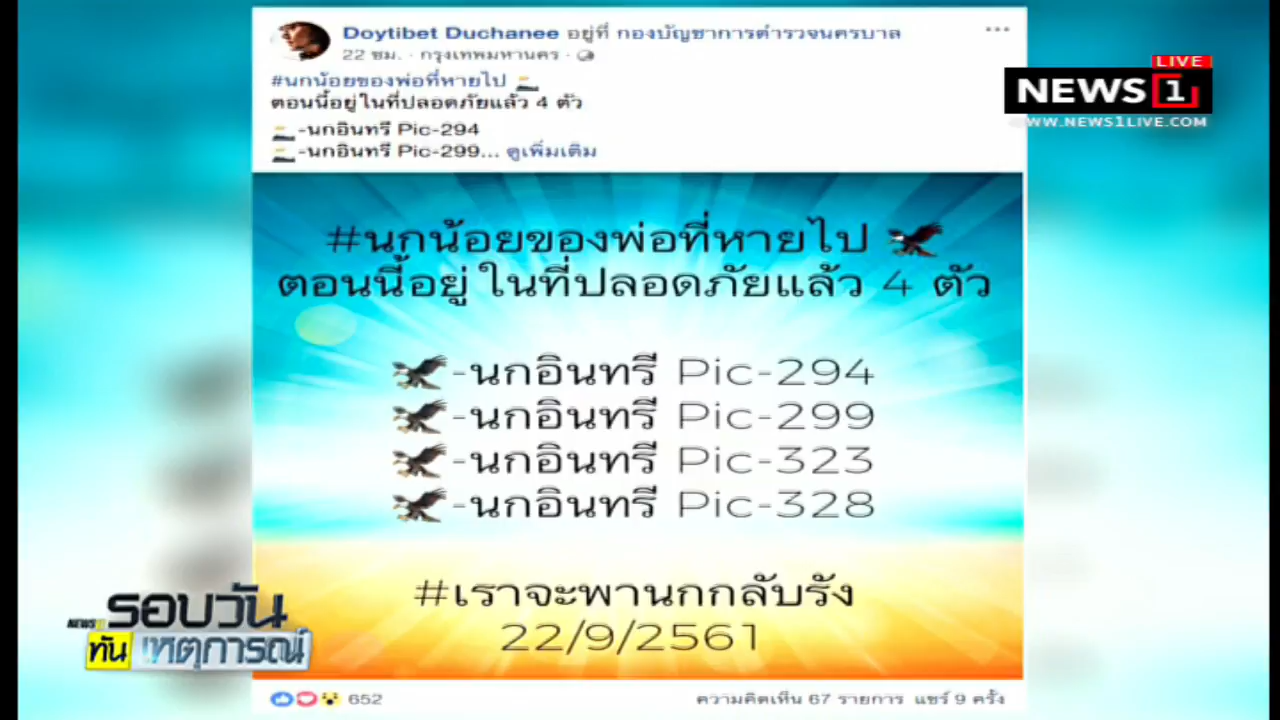 Doytibet Duchanee อยู่ที่ กองบัญชาการตำรวจนครบาล
22 ชม. · กรุงเทพมหานคร ·
#นกน้อยของพ่อที่หายไป
ตอนนี้อยู่ในที่ปลอดภัยแล้ว 4 ตัว
-นกอินทรี Pic-294
-นกอินทรี Pic-299... ดูเพิ่มเติม
LIVE
NEWS 1
WWW.NEWS1LIVE.COM
#นกน้อยของพ่อที่หายไป
ตอนนี้อยู่ในที่ปลอดภัยแล้ว 4 ตัว
-นกอินทรี Pic-294
-นกอินทรี Pic-299
-นกอินทรี Pic-323
-นกอินทรี Pic-328
#เราจะพานกกลับรัง
22/9/2561
NEWS1
รอบวัน
ทัน เหตุการณ์
652
ความคิดเห็น 67 รายการ แชร์ 9 ครั้ง